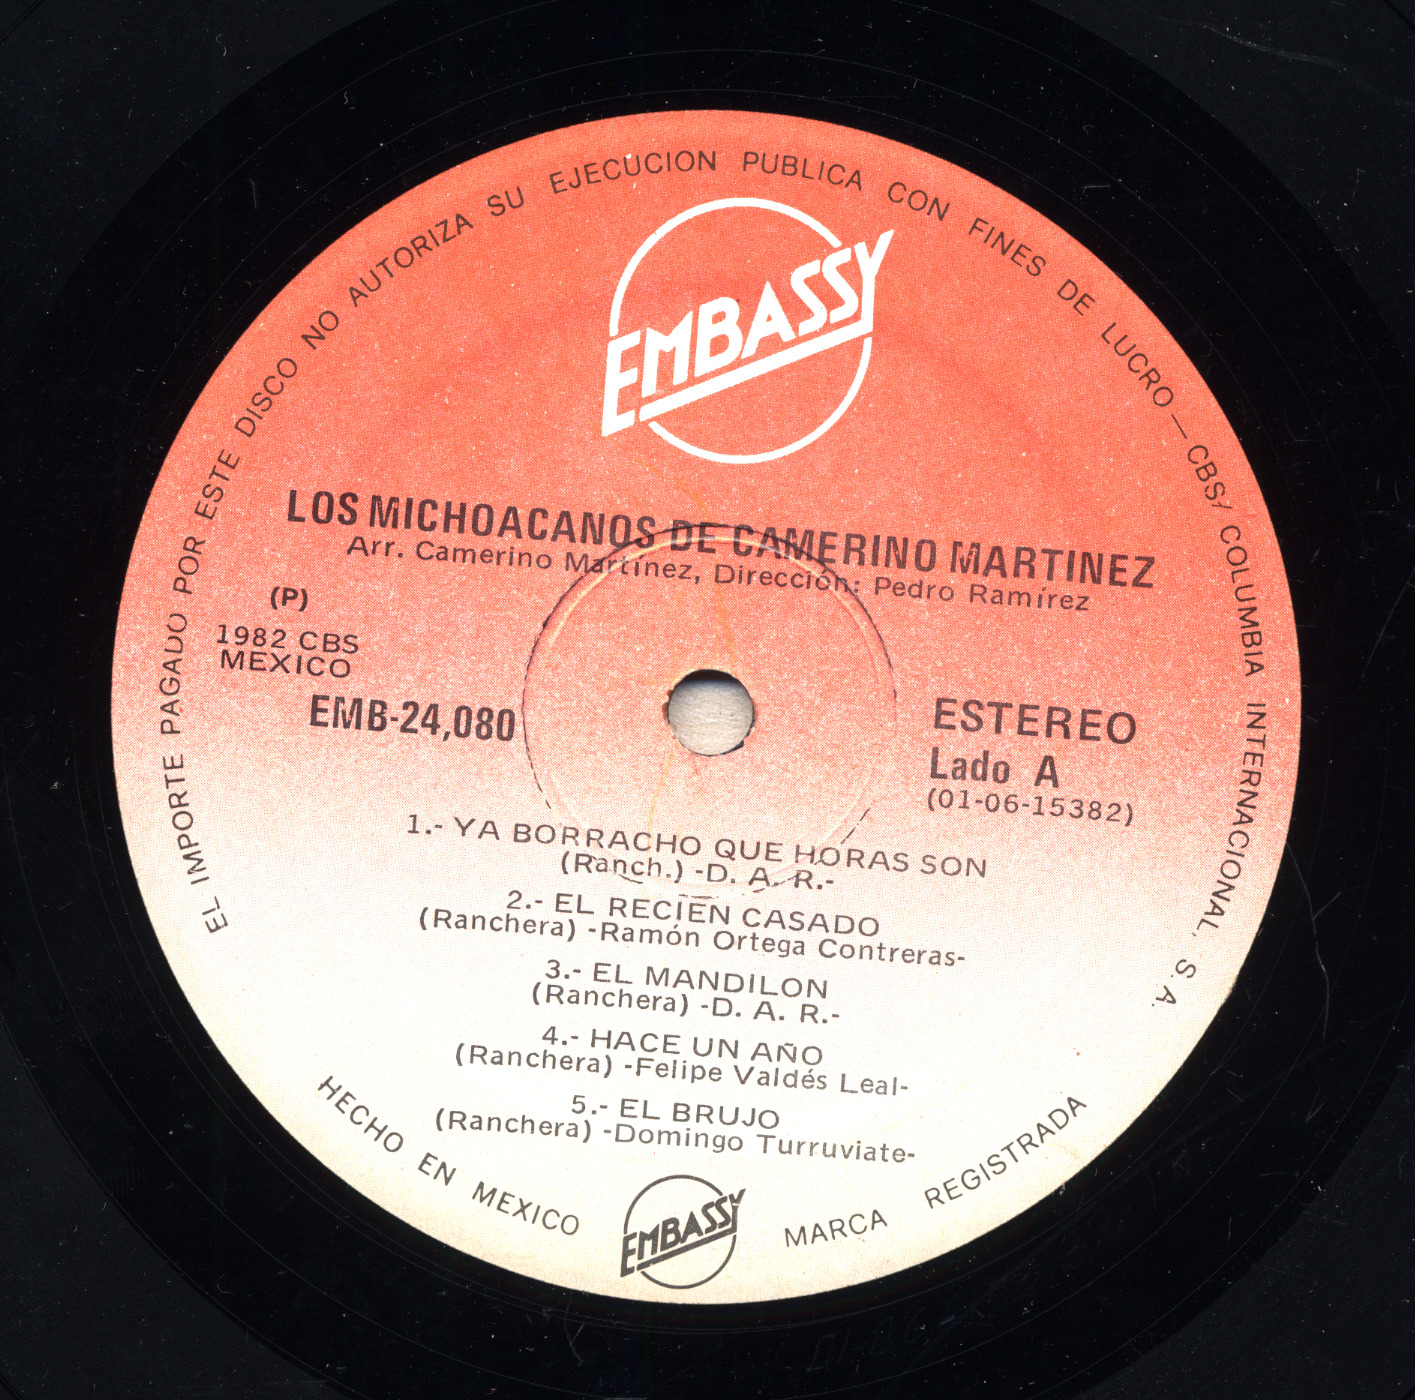 EL IMPORTE PAGADO POR ESTE DISCO NO AUTORIZA SU EJECUCION PUBLICA CON FINES DE LUCRO—CBS/ COLUMBIA INTERNACIONAL, S.A.
EMBASSY
LOS MICHOACANOS DE CAMERINO MARTINEZ
Arr. Camerino Martínez, Dirección: Pedro Ramírez
(P)
1982 CBS
MEXICO
EMB-24,080
ESTEREO
Lado A
(01-06-15382)
1.- YA BORRACHO QUE HORAS SON
(Ranch.) -D. A. R.-
2.- EL RECIEN CASADO
(Ranchera) -Ramón Ortega Contreras-
3.- EL MANDILON
(Ranchera) -D. A. R.-
4.- HACE UN AÑO
(Ranchera) -Felipe Valdés Leal-
5.- EL BRUJO
(Ranchera) -Domingo Turruviate-
HECHO EN MEXICO
EMBASSY
MARCA REGISTRADA